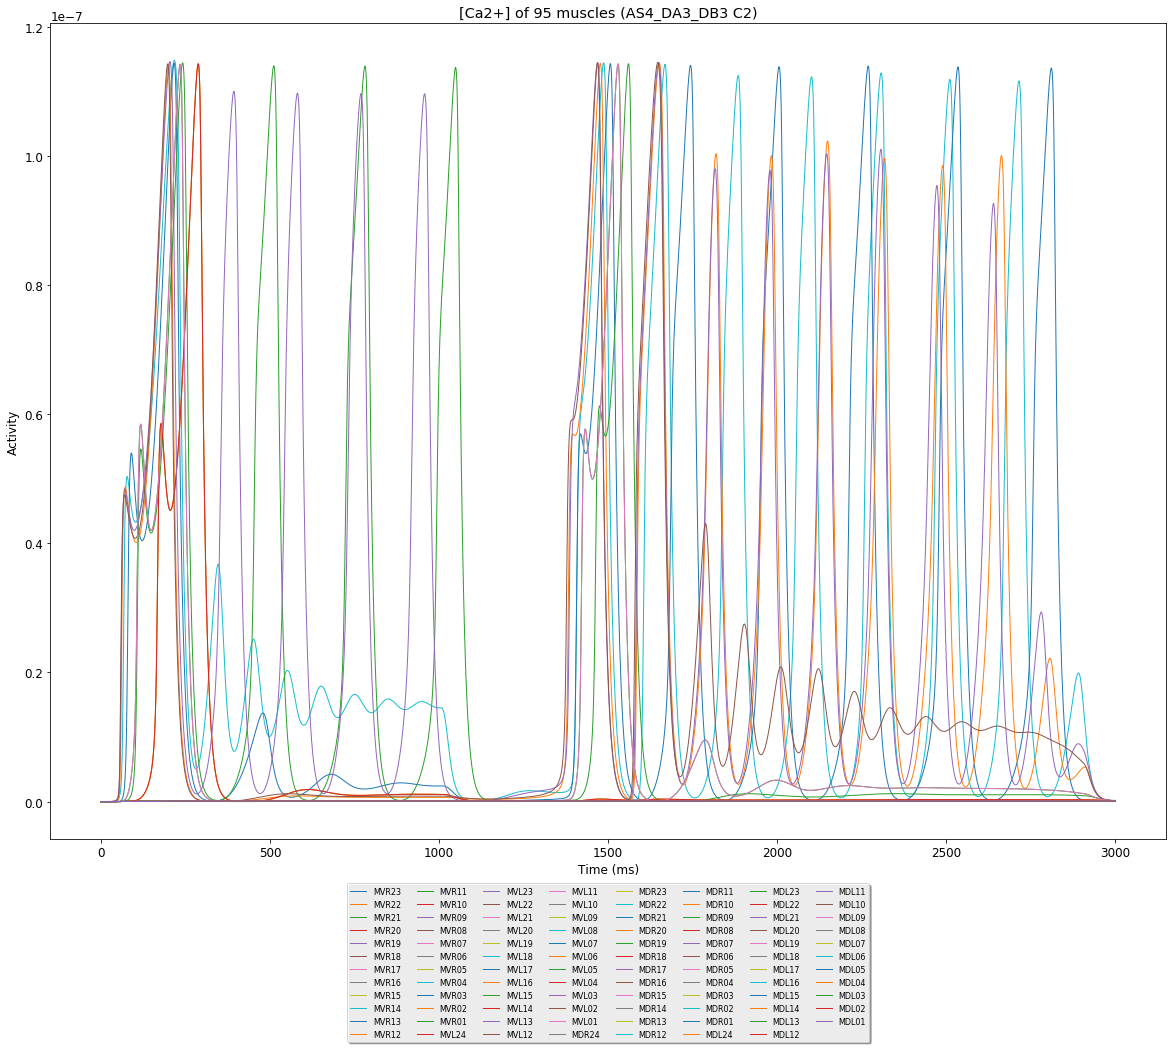 [Ca2+] of 95 muscles (AS4_DA3_DB3 C2)
1e−7
1.2
1.0
0.8
0.6
0.4
0.2
0.0
Activity
0 500 1000 1500 2000 2500 3000
Time (ms)
MVR23 MVR11 MVL23 MVL11 MDR23 MDR11 MDL23 MDL11
MVR22 MVR10 MVL22 MVL10 MDR22 MDR10 MDL22 MDL10
MVR21 MVR09 MVL21 MVL09 MDR21 MDR09 MDL21 MDL09
MVR20 MVR08 MVL20 MVL08 MDR20 MDR08 MDL20 MDL08
MVR19 MVR07 MVL19 MVL07 MDR19 MDR07 MDL19 MDL07
MVR18 MVR06 MVL18 MVL06 MDR18 MDR06 MDL18 MDL06
MVR17 MVR05 MVL17 MVL05 MDR17 MDR05 MDL17 MDL05
MVR16 MVR04 MVL16 MVL04 MDR16 MDR04 MDL16 MDL04
MVR15 MVR03 MVL15 MVL03 MDR15 MDR03 MDL15 MDL03
MVR14 MVR02 MVL14 MVL02 MDR14 MDR02 MDL14 MDL02
MVR13 MVR01 MVL13 MVL01 MDR13 MDR01 MDL13 MDL01
MVR12 MVL24 MVL12 MDR24 MDR12 MDL24 MDL12